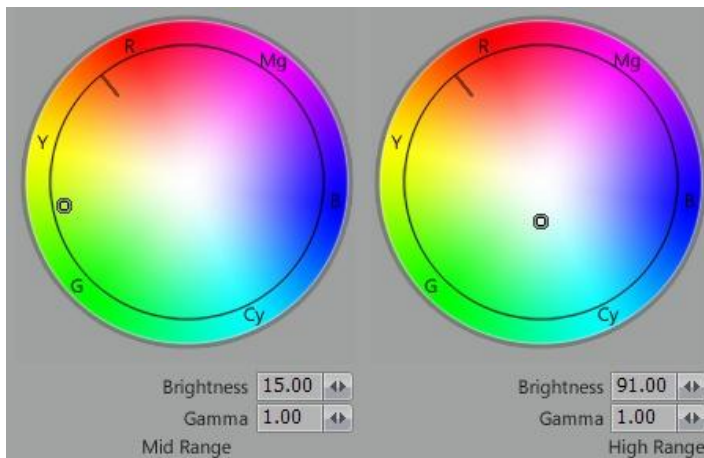 R
Mg
Y
B
G
Cy
Brightness 15.00
Gamma 1.00
Mid Range
R
Mg
Y
B
G
Cy
Brightness 91.00
Gamma 1.00
High Range